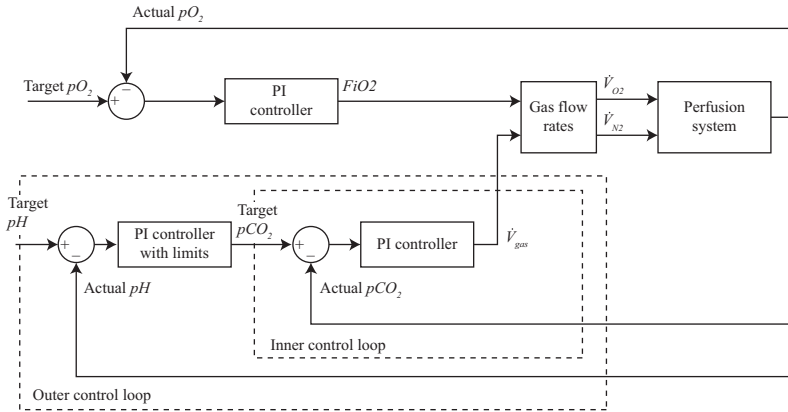 Actual pO₂
Target pO₂
+
−
PI
controller
FiO2
Gas flow
rates
V̇O2
V̇N2
Perfusion
system
Target
pH
+
−
PI controller
with limits
Target
pCO₂
+
−
PI controller
V̇gas
Actual pH
Actual pCO₂
Inner control loop
Outer control loop